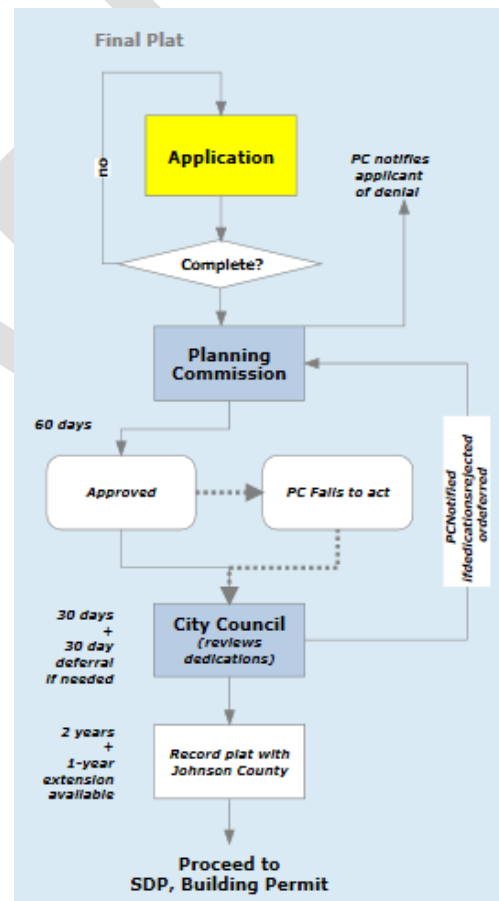 Final Plat
Application
no
PC notifies
applicant
of denial
Complete?
Planning
Commission
60 days
Approved
PC Fails to act
PCNotified
ifdedicationsrejected
ordeferred
30 days
+
30 day
deferral
if needed
City Council
(reviews
dedications)
2 years
+
1-year
extension
available
Record plat with
Johnson County
Proceed to
SDP, Building Permit